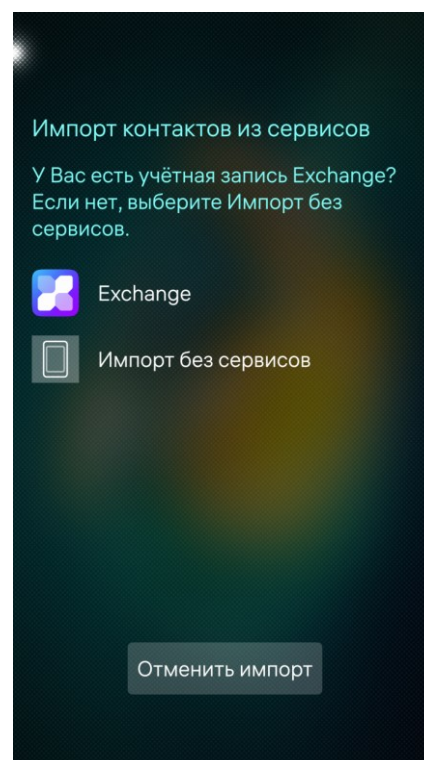 Импорт контактов из сервисов
У Вас есть учётная запись Exchange?
Если нет, выберите Импорт без
сервисов.
Exchange
Импорт без сервисов
Отменить импорт